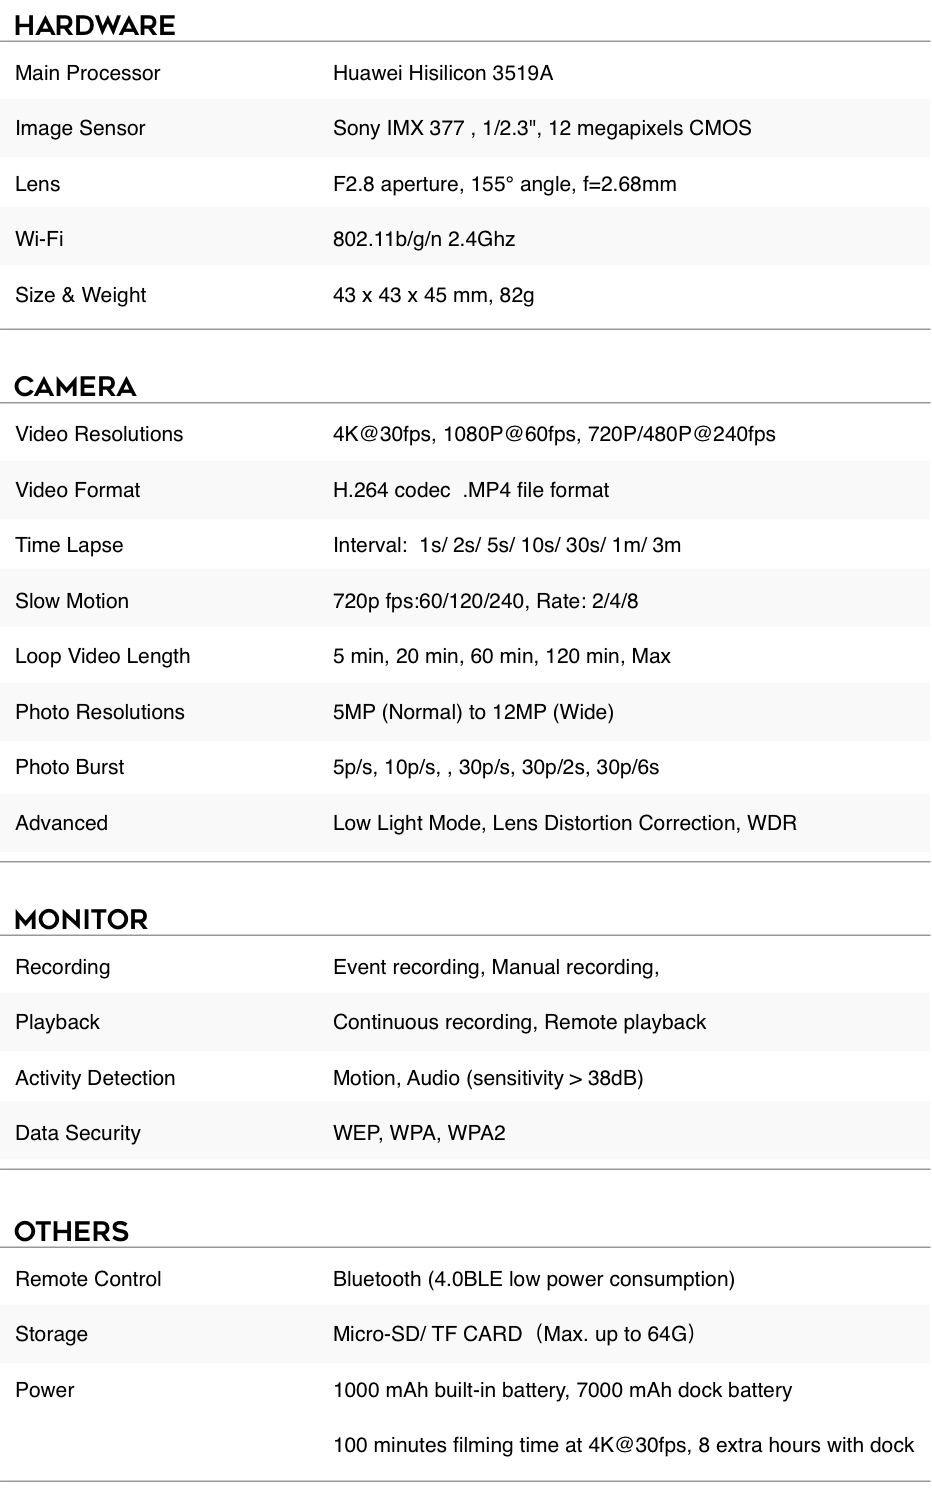 HARDWARE
Main Processor Huawei Hisilicon 3519A
Image Sensor Sony IMX 377 , 1/2.3", 12 megapixels CMOS
Lens F2.8 aperture, 155° angle, f=2.68mm
Wi-Fi 802.11b/g/n 2.4Ghz
Size & Weight 43 x 43 x 45 mm, 82g
CAMERA
Video Resolutions 4K@30fps, 1080P@60fps, 720P/480P@240fps
Video Format H.264 codec  .MP4 file format
Time Lapse Interval:  1s/ 2s/ 5s/ 10s/ 30s/ 1m/ 3m
Slow Motion 720p fps:60/120/240, Rate: 2/4/8
Loop Video Length 5 min, 20 min, 60 min, 120 min, Max
Photo Resolutions 5MP (Normal) to 12MP (Wide)
Photo Burst 5p/s, 10p/s, , 30p/s, 30p/2s, 30p/6s
Advanced Low Light Mode, Lens Distortion Correction, WDR
MONITOR
Recording Event recording, Manual recording,
Playback Continuous recording, Remote playback
Activity Detection Motion, Audio (sensitivity > 38dB)
Data Security WEP, WPA, WPA2
OTHERS
Remote Control Bluetooth (4.0BLE low power consumption)
Storage Micro-SD/ TF CARD（Max. up to 64G）
Power 1000 mAh built-in battery, 7000 mAh dock battery
100 minutes filming time at 4K@30fps, 8 extra hours with dock